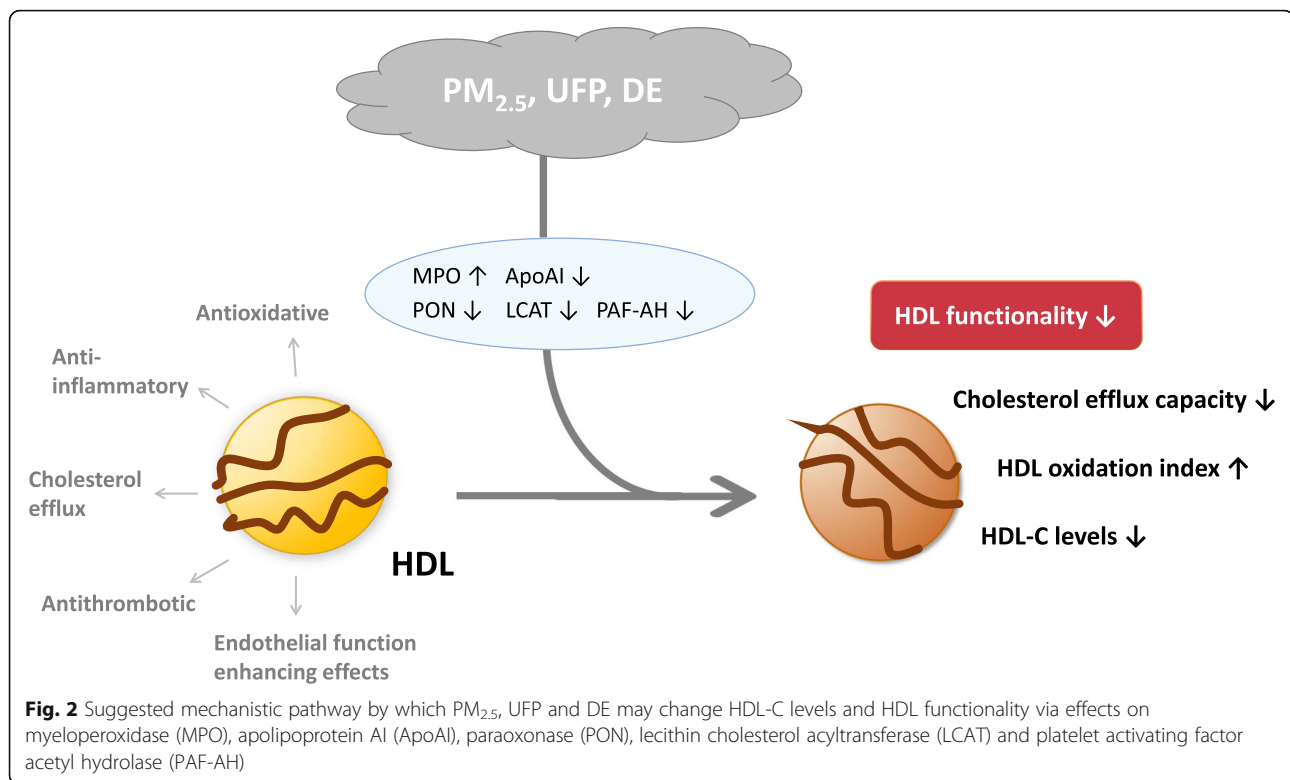 PM2.5, UFP, DE
MPO ↑ ApoAI ↓
PON ↓ LCAT ↓ PAF-AH ↓
Antioxidative
Anti-
inflammatory
Cholesterol
efflux
Antithrombotic
Endothelial function
enhancing effects
HDL
HDL functionality ↓
Cholesterol efflux capacity ↓
HDL oxidation index ↑
HDL-C levels ↓
Fig. 2 Suggested mechanistic pathway by which PM2.5, UFP and DE may change HDL-C levels and HDL functionality via effects on
myeloperoxidase (MPO), apolipoprotein AI (ApoAI), paraoxonase (PON), lecithin cholesterol acyltransferase (LCAT) and platelet activating factor
acetyl hydrolase (PAF-AH)